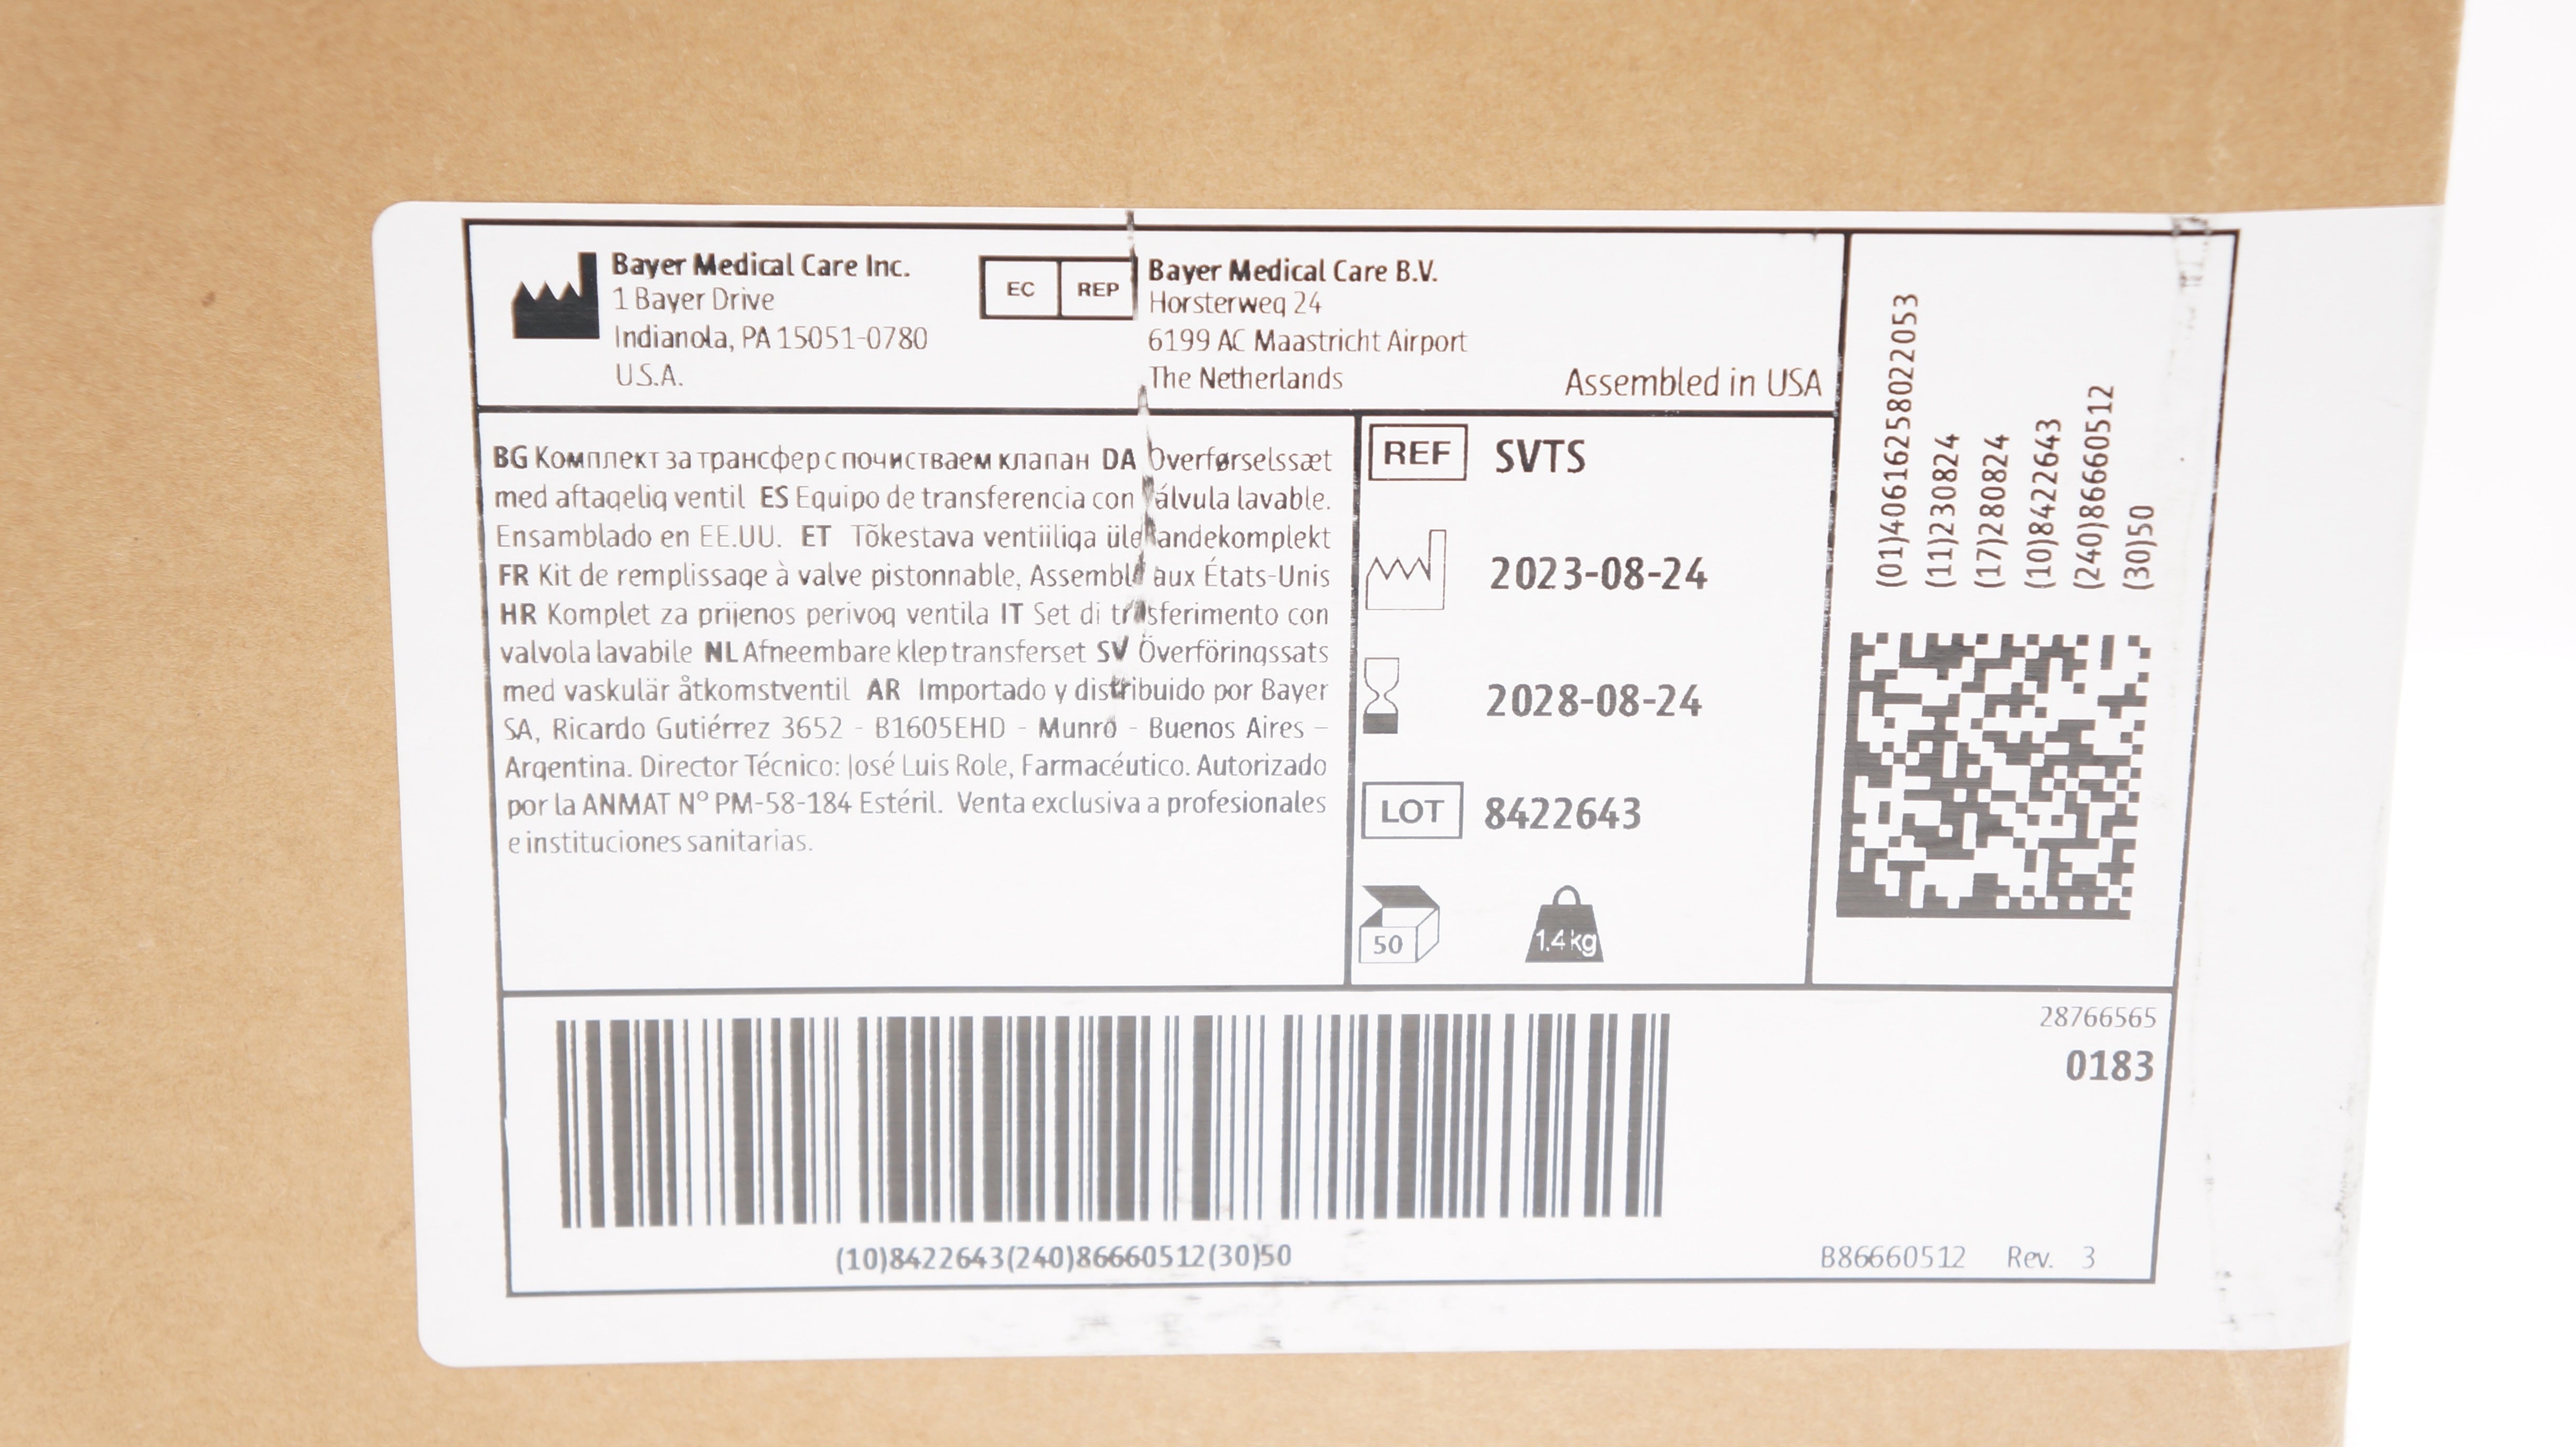 Bayer Medical Care Inc.
1 Bayer Drive
Indianola, PA 15051-0780
U.S.A.
EC REP
Bayer Medical Care B.V.
Horsterweg 24
6199 AC Maastricht Airport
The Netherlands
Assembled in USA
BG Комплект за трансфер с почистваем клапан DA Overførselssæt
med aftagelig ventil ES Equipo de transferencia con válvula lavable.
Ensamblado en EE.UU. ET Tõkestava ventiiliga ülekandekomplekt
FR Kit de remplissage à valve pistonnable, Assemblé aux États-Unis
HR Komplet za prijenos perivog ventila IT Set di trasferimento con
valvola lavabile NL Afneembare klep transferset SV Överföringssats
med vaskulär åtkomstventil AR Importado y distribuido por Bayer
SA, Ricardo Gutiérrez 3652 - B1605EHD - Munro - Buenos Aires –
Argentina. Director Técnico: José Luis Role, Farmacéutico. Autorizado
por la ANMAT N° PM-58-184 Estéril. Venta exclusiva a profesionales
e instituciones sanitarias.
REF SVTS
2023-08-24
2028-08-24
LOT 8422643
50
1.4 kg
(01)40616258022053
(11)230824
(17)280824
(10)8422643
(240)86660512
(30)50
28766565
0183
(10)8422643(240)86660512(30)50
B86660512 Rev. 3